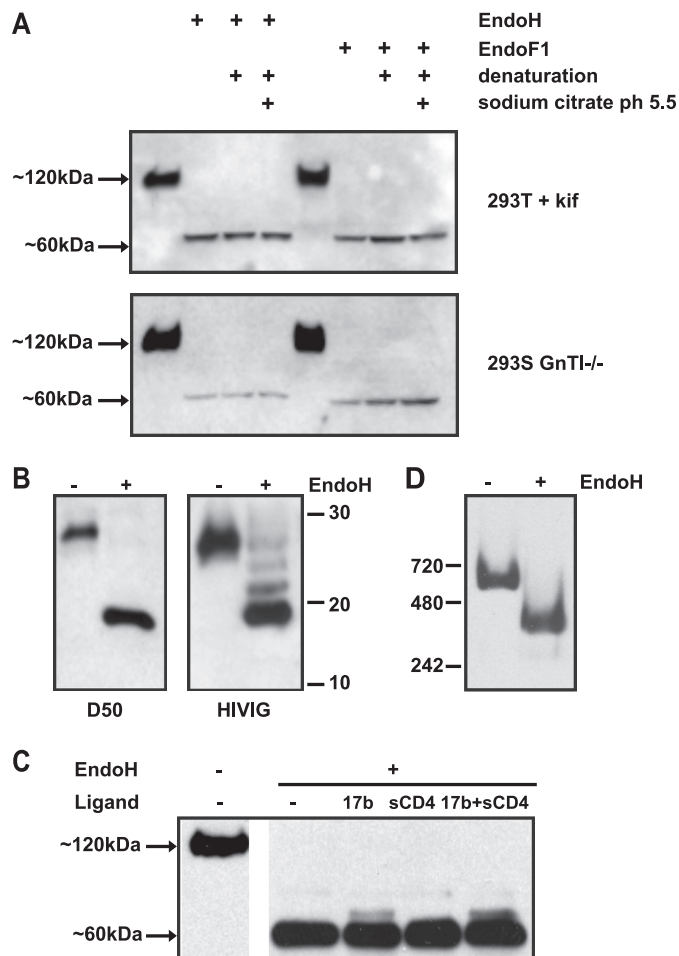 A
+ + + EndoH
+ + + EndoF1
+ + + + denaturation
+ + sodium citrate ph 5.5
~120kDa
~60kDa
293T + kif
~120kDa
~60kDa
293S GnTI-/-
B
- + - + EndoH
30
20
10
D50 HIVIG
D
- + EndoH
720
480
242
C
EndoH - +
Ligand - - 17b sCD4 17b+sCD4
~120kDa
~60kDa